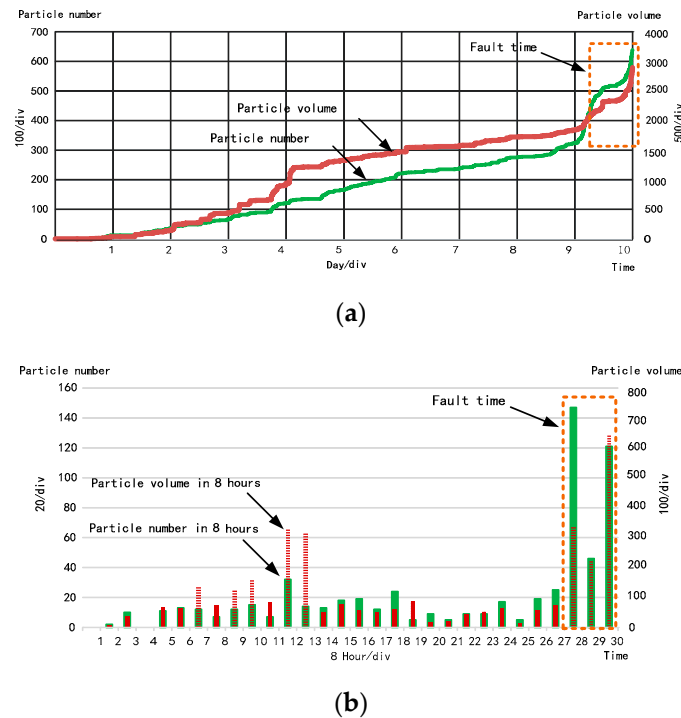 Particle number
Particle volume
700
600
500
400
300
200
100
0
100/div
4000
3000
2500
2000
1500
1000
500
0
500/div
Fault time
Particle volume
Particle number
1 2 3 4 5 6 7 8 9 10
Day/div
Time
(a)
Particle number
Particle volume
160
140
120
100
80
60
40
20
0
20/div
800
700
600
500
400
300
200
100
0
100/div
Fault time
Particle volume in 8 hours
Particle number in 8 hours
1 2 3 4 5 6 7 8 9 10 11 12 13 14 15 16 17 18 19 20 21 22 23 24 25 26 27 28 29 30
8 Hour/div
Time
(b)